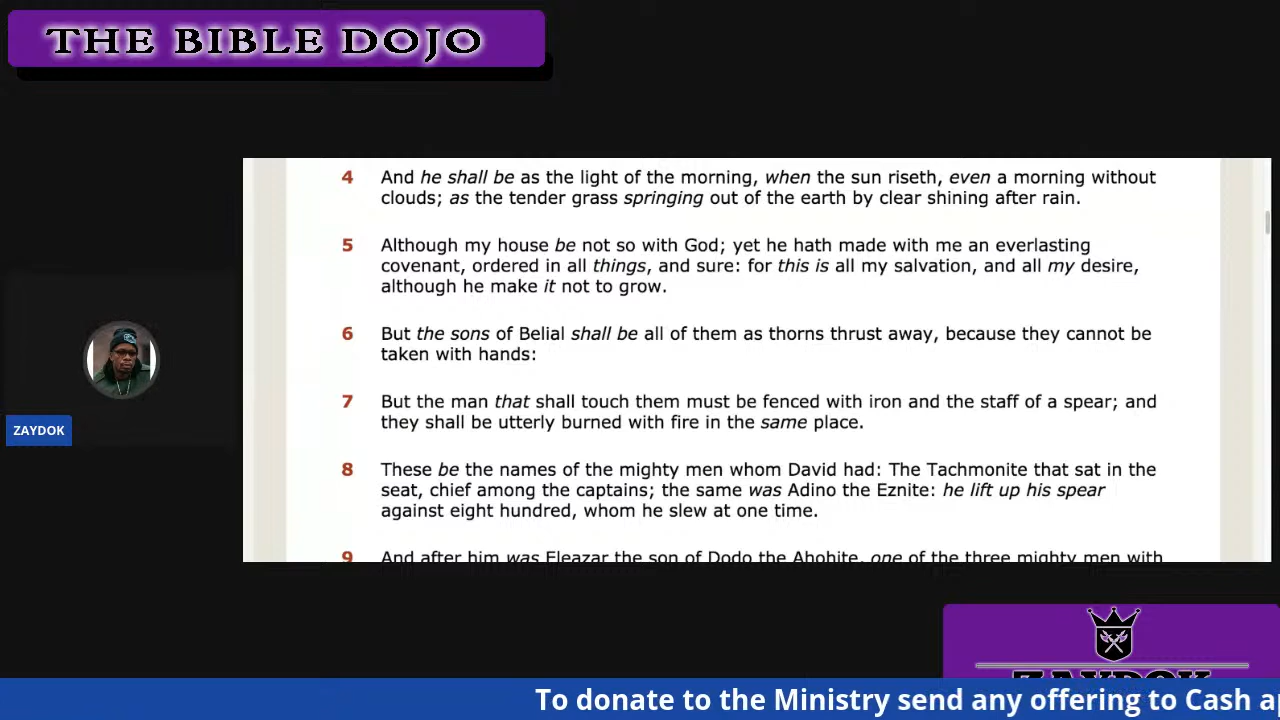 THE BIBLE DOJO
4 And he shall be as the light of the morning, when the sun riseth, even a morning without
clouds; as the tender grass springing out of the earth by clear shining after rain.
5 Although my house be not so with God; yet he hath made with me an everlasting
covenant, ordered in all things, and sure: for this is all my salvation, and all my desire,
although he make it not to grow.
6 But the sons of Belial shall be all of them as thorns thrust away, because they cannot be
taken with hands:
7 But the man that shall touch them must be fenced with iron and the staff of a spear; and
they shall be utterly burned with fire in the same place.
8 These be the names of the mighty men whom David had: The Tachmonite that sat in the
seat, chief among the captains; the same was Adino the Eznite: he lift up his spear
against eight hundred, whom he slew at one time.
9 And after him was Eleazar the son of Dodo the Ahohite, one of the three mighty men with
ZAYDOK
ZAYDOK
To donate to the Ministry send any offering to Cash a